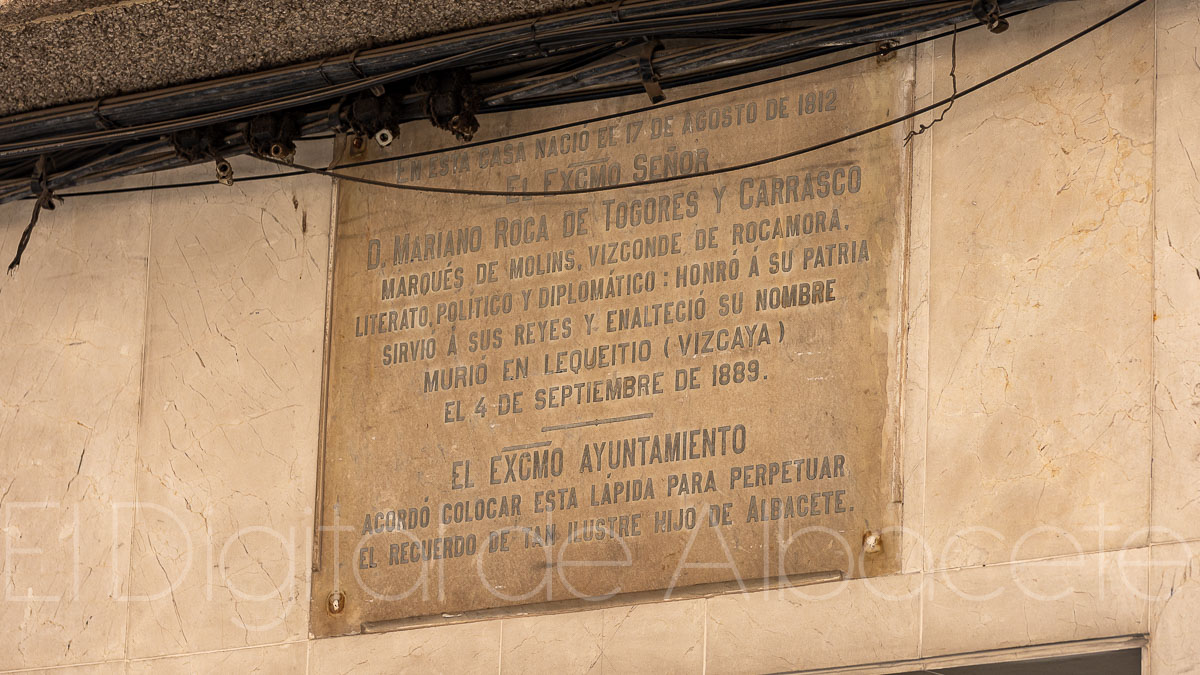 EN ESTA CASA NACIÓ EL 17 DE AGOSTO DE 1812
EL EXCMO SEÑOR
D. MARIANO ROCA DE TOGORES Y CARRASCO
MARQUÉS DE MOLINS, VIZCONDE DE ROCAMORA,
LITERATO, POLITICO Y DIPLOMÁTICO: HONRÓ Á SU PATRIA
SIRVIÓ Á SUS REYES Y ENALTECIÓ SU NOMBRE
MURIÓ EN LEQUEITIO (VIZCAYA)
EL 4 DE SEPTIEMBRE DE 1889.
EL EXCMO AYUNTAMIENTO
ACORDÓ COLOCAR ESTA LÁPIDA PARA PERPETUAR
EL RECUERDO DE TAN ILUSTRE HIJO DE ALBACETE.
El Digital de Albacete